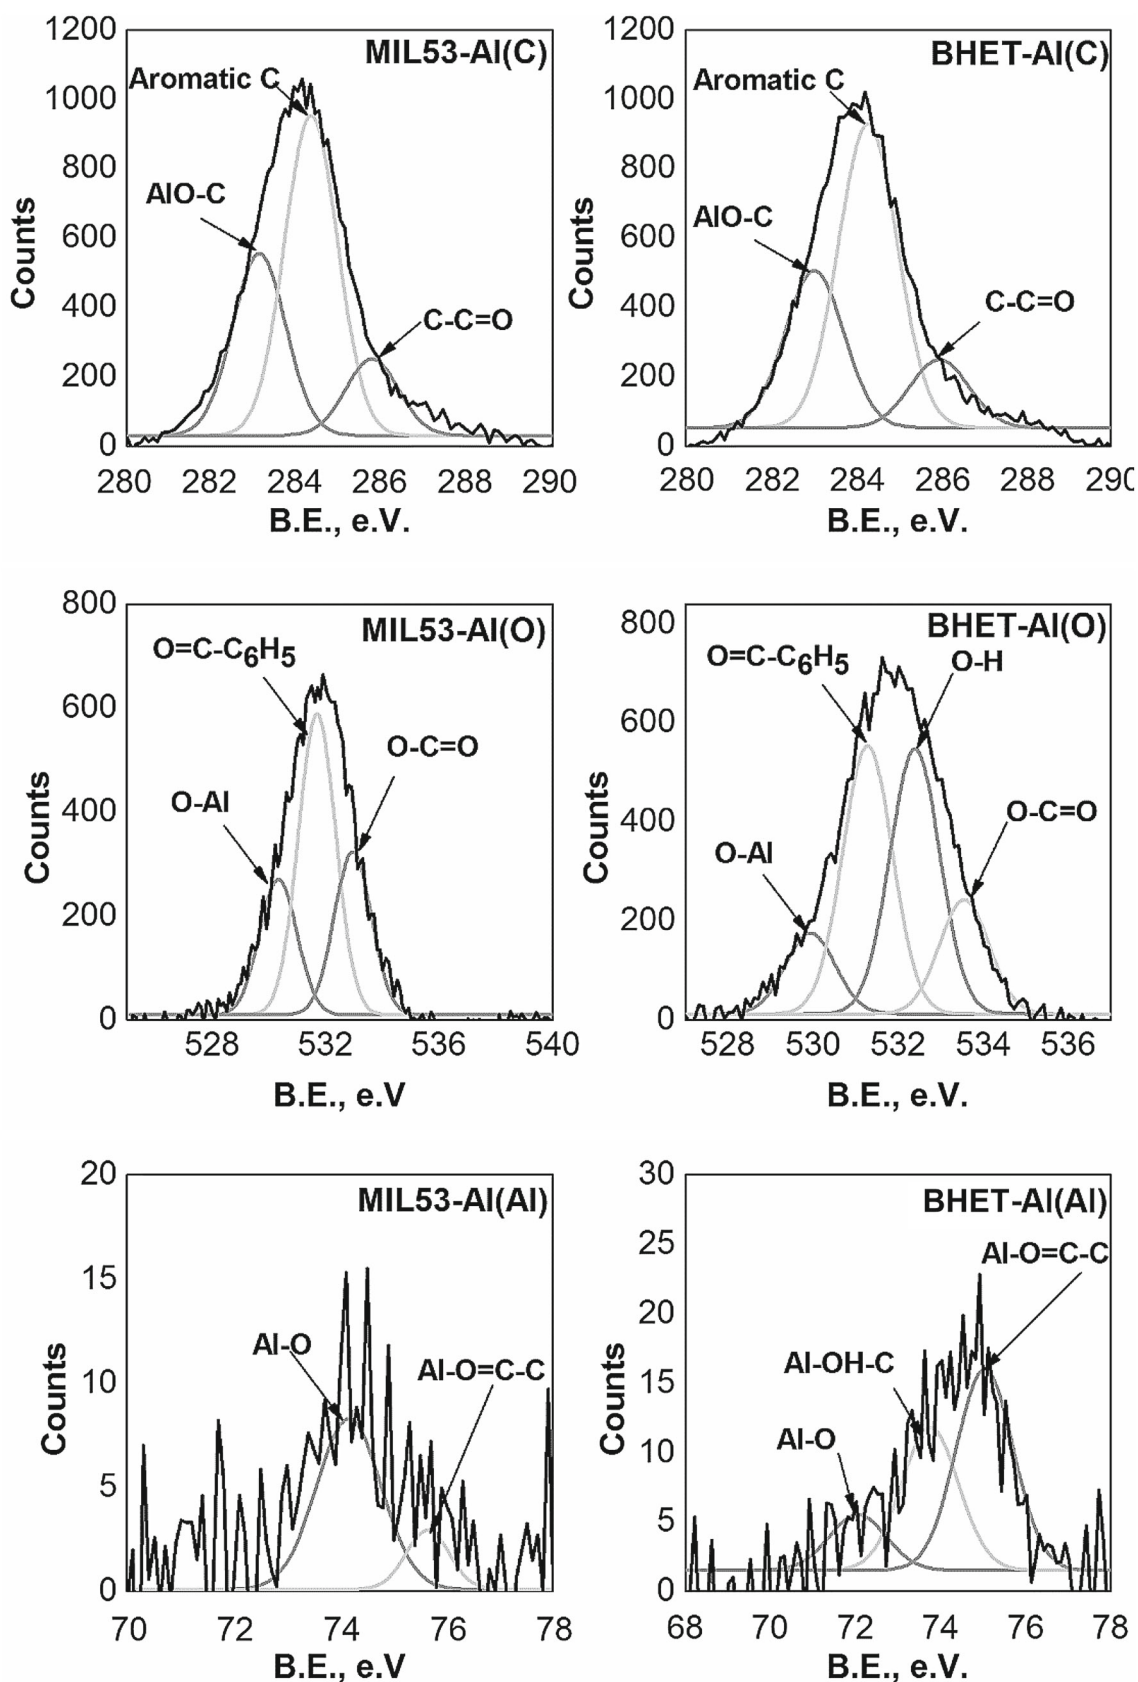 1200
MIL53-Al(C)
Aromatic C
1000
800
AlO-C
600
Counts
400
C-C=O
200
0
280 282 284 286 288 290
B.E., e.V.
1200
BHET-Al(C)
Aromatic C
1000
800
AlO-C
600
Counts
400
C-C=O
200
0
280 282 284 286 288 290
B.E., e.V.
800
MIL53-Al(O)
O=C-C6H5
600
O-C=O
Counts
400
O-Al
200
0
528 532 536 540
B.E., e.V
800
BHET-Al(O)
O=C-C6H5
O-H
600
Counts
400
O-C=O
O-Al
200
0
528 530 532 534 536
B.E., e.V.
20
MIL53-Al(Al)
15
Al-O
Al-O=C-C
10
Counts
5
0
70 72 74 76 78
B.E., e.V
30
BHET-Al(Al)
25
Al-O=C-C
20
Al-OH-C
15
Counts
Al-O
10
5
0
68 70 72 74 76 78
B.E., e.V.